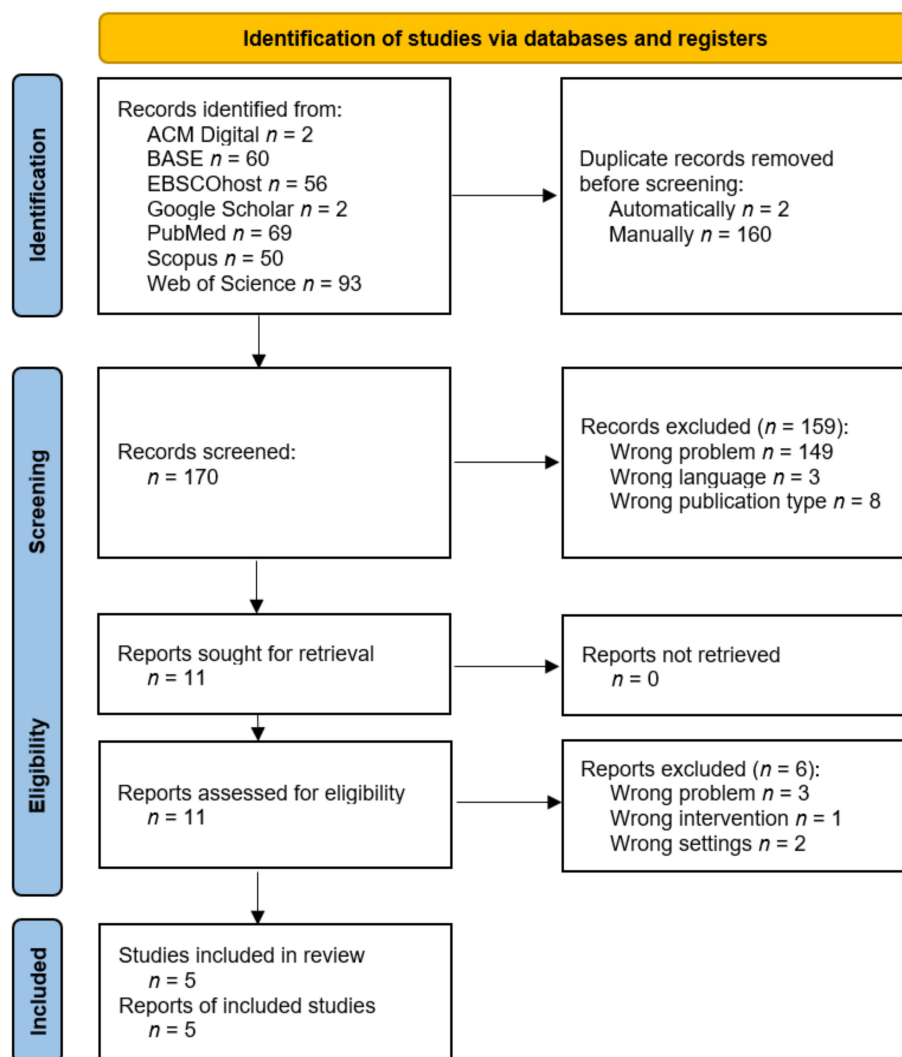 Identification of studies via databases and registers
Identification
Records identified from:
ACM Digital n = 2
BASE n = 60
EBSCOhost n = 56
Google Scholar n = 2
PubMed n = 69
Scopus n = 50
Web of Science n = 93
Duplicate records removed
before screening:
Automatically n = 2
Manually n = 160
Screening
Records screened:
n = 170
Records excluded (n = 159):
Wrong problem n = 149
Wrong language n = 3
Wrong publication type n = 8
Reports sought for retrieval
n = 11
Reports not retrieved
n = 0
Eligibility
Reports assessed for eligibility
n = 11
Reports excluded (n = 6):
Wrong problem n = 3
Wrong intervention n = 1
Wrong settings n = 2
Included
Studies included in review
n = 5
Reports of included studies
n = 5